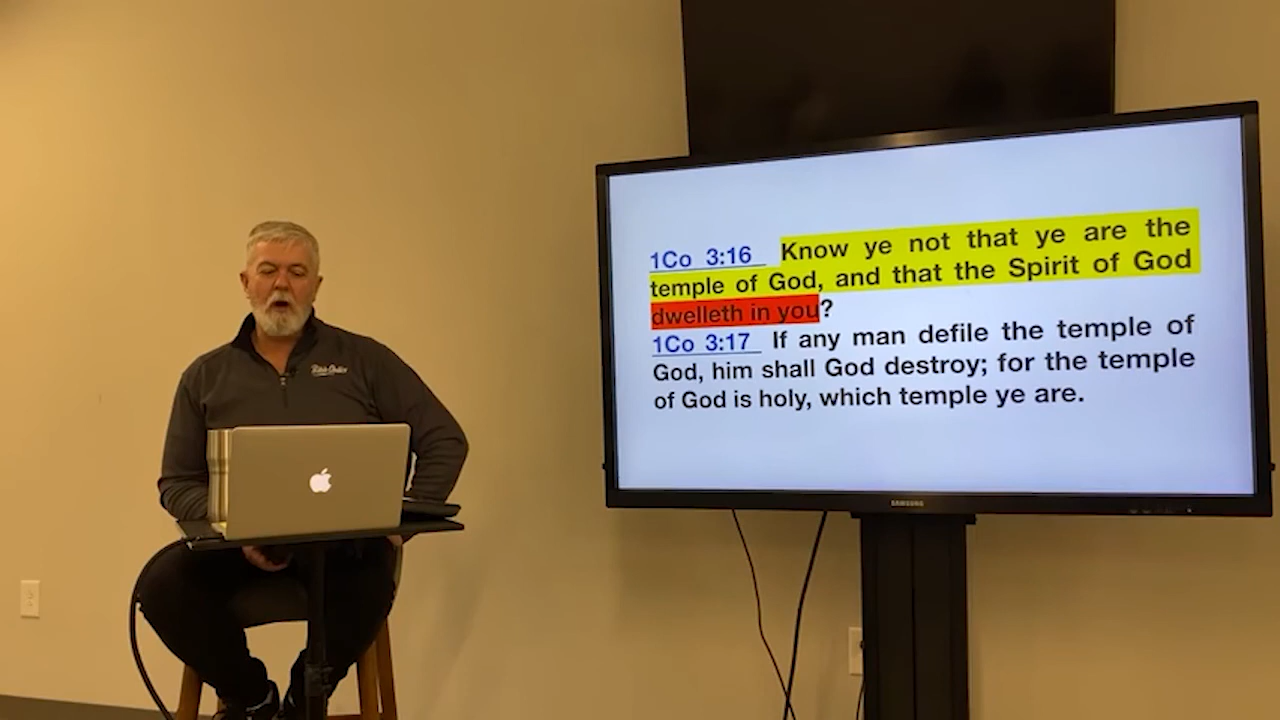 1Co 3:16 Know ye not that ye are the
temple of God, and that the Spirit of God
dwelleth in you?
1Co 3:17 If any man defile the temple of
God, him shall God destroy; for the temple
of God is holy, which temple ye are.
SAMSUNG